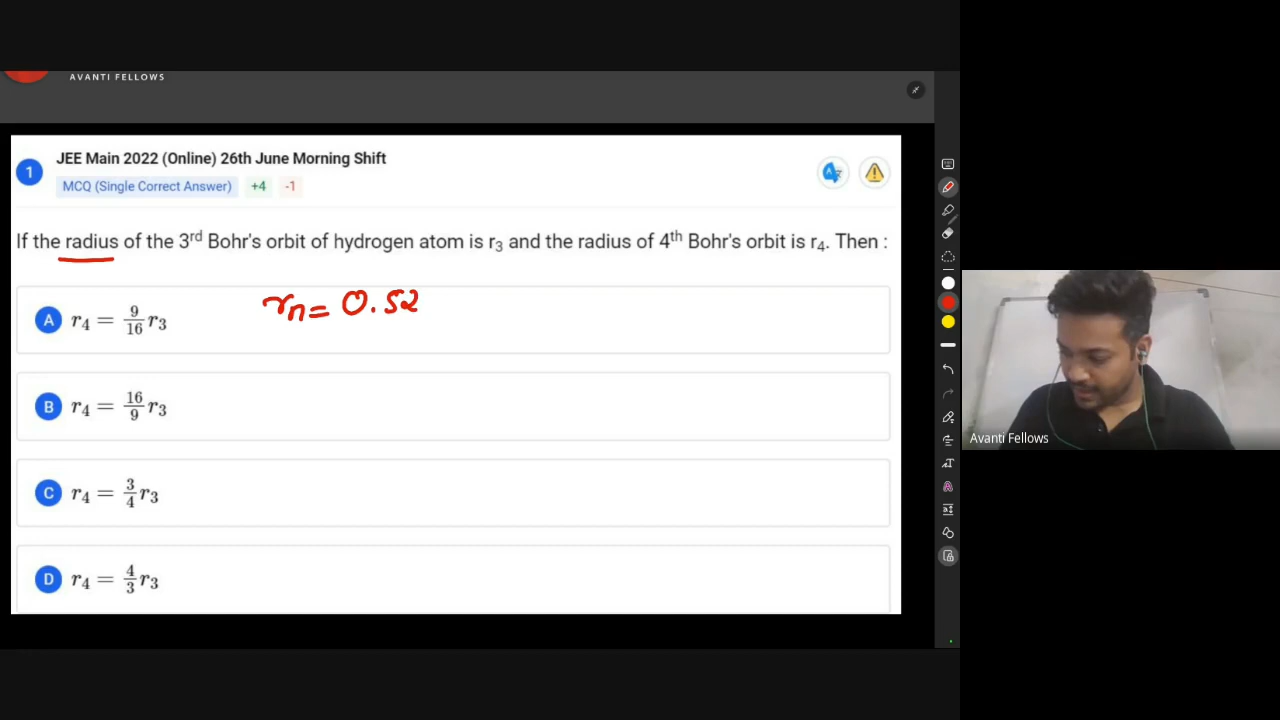 AVANTI FELLOWS
1
JEE Main 2022 (Online) 26th June Morning Shift
MCQ (Single Correct Answer) +4 -1
If the radius of the 3rd Bohr's orbit of hydrogen atom is r3 and the radius of 4th Bohr's orbit is r4. Then :
rn = 0.52
A r4 = 9/16 r3
B r4 = 16/9 r3
C r4 = 3/4 r3
D r4 = 4/3 r3
Avanti Fellows